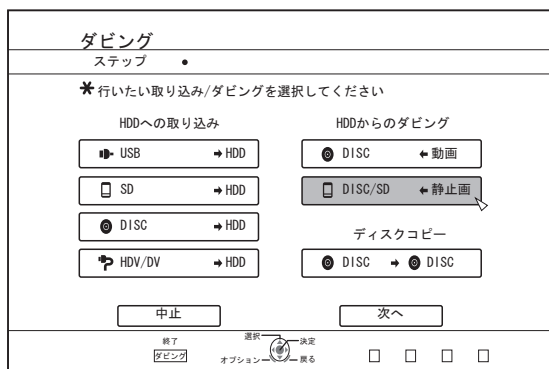 ダビング
ステップ
行いたい取り込み/ダビングを選択してください
HDDへの取り込み
USB → HDD
SD → HDD
DISC → HDD
HDV/DV → HDD
HDDからのダビング
DISC ← 動画
DISC/SD ← 静止画
ディスクコピー
DISC → DISC
中止
次へ
終了
ダビング
選択
決定
オプション
戻る